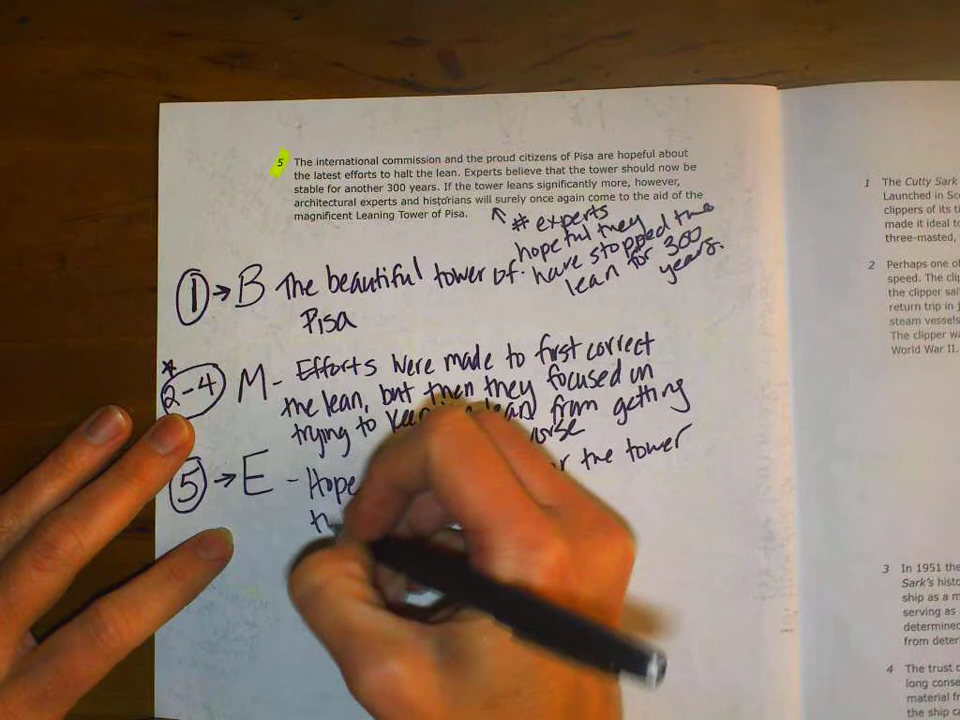 5 The international commission and the proud citizens of Pisa are hopeful about
the latest efforts to halt the lean. Experts believe that the tower should now be
stable for another 300 years. If the tower leans significantly more, however,
architectural experts and historians will surely once again come to the aid of the
magnificent Leaning Tower of Pisa.
# experts
hopeful they
have stopped the
lean for 300
years.
1 → B The beautiful tower of
Pisa
2-4 M - Efforts were made to first correct
the lean, but then they focused on
trying to lean from getting
5 → E - Hope the tower
1 The Cutty Sark
Launched in
clippers of its
made it ideal to
three-masted,
2 Perhaps one of
speed. The
the clipper
return trip in
steam vessels
The clipper
World War II.
3 In 1951 the
Sark's
ship as a
serving as
determined
from
4 The trust
long
material
the ship